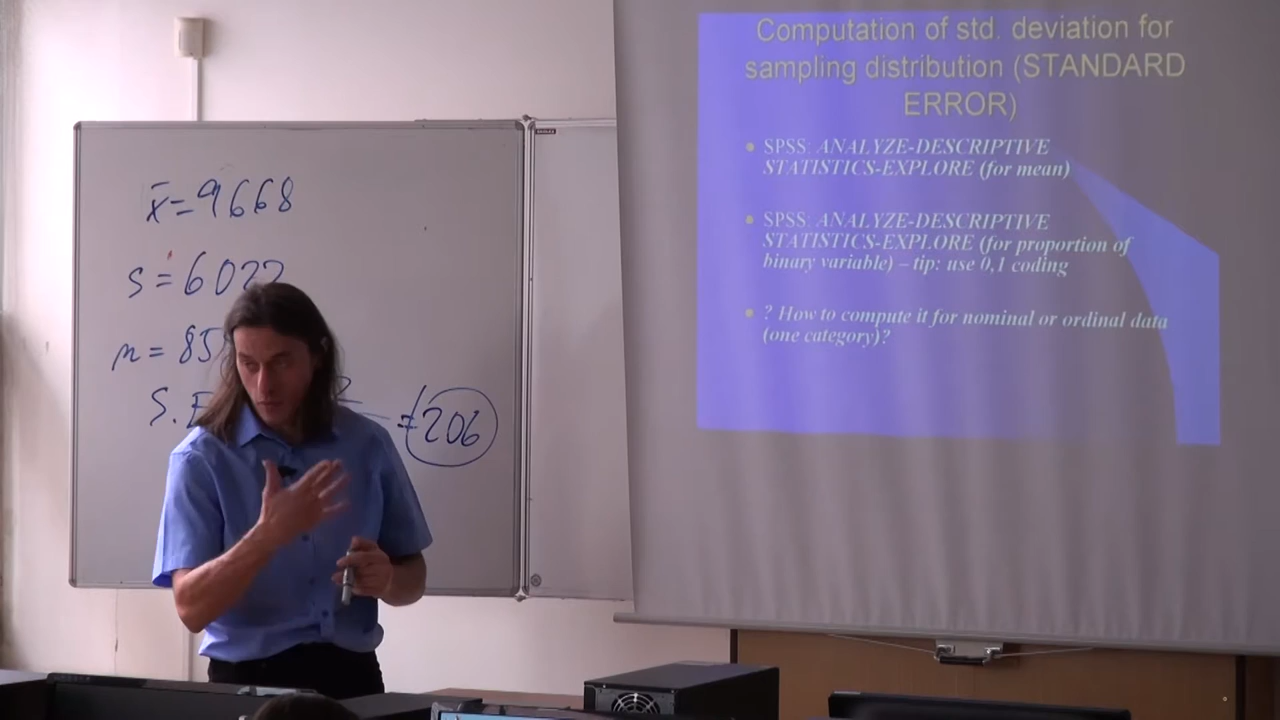 x̄=9668
s=6022
n=85
S.E
=206
Computation of std. deviation for
sampling distribution (STANDARD
ERROR)
• SPSS: ANALYZE-DESCRIPTIVE
STATISTICS-EXPLORE (for mean)
• SPSS: ANALYZE-DESCRIPTIVE
STATISTICS-EXPLORE (for proportion of
binary variable) – tip: use 0,1 coding
• ? How to compute it for nominal or ordinal data
(one category)?